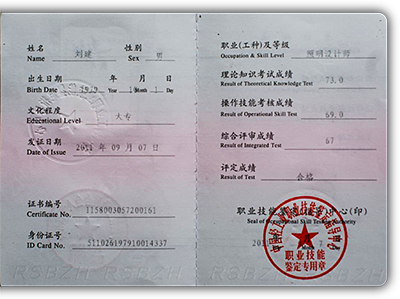 姓名 刘建 性别 男
Name Sex
出生日期 年 月 日
Birth Date
文化程度 大专
Educational Level
发证日期 2011 年 09 月 07 日
Date of Issue
证书编号
Certificate No. 1158003057200161
身份证号
ID Card No. 511026197910014337
职业(工种)及等级
Occupation & Skill Level 照明设计师
理论知识考试成绩
Result of Theoretical Knowledge Test 73.0
操作技能考核成绩
Result of Operational Skill Test 69.0
综合评审成绩 67
Result of Integrated Test
评定成绩
Result of Test 合格
职业技能鉴定指导中心(印)
Seal of Occupational Skill Testing Authority
职业技能
鉴定专用章